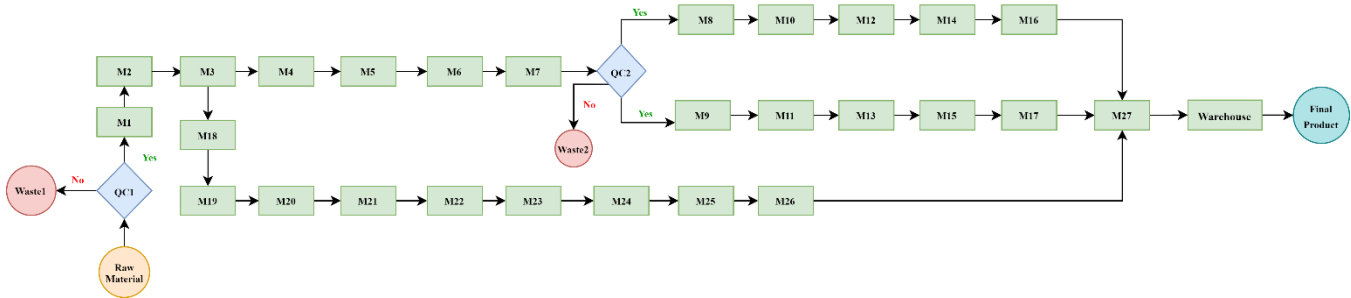 M8
M10
M12
M14
M16
Yes
M2
M3
M4
M5
M6
M7
QC2
No
Yes
M9
M11
M13
M15
M17
M27
Warehouse
Final
Product
M1
M18
Waste2
Yes
No
Waste1
QC1
M19
M20
M21
M22
M23
M24
M25
M26
Raw
Material